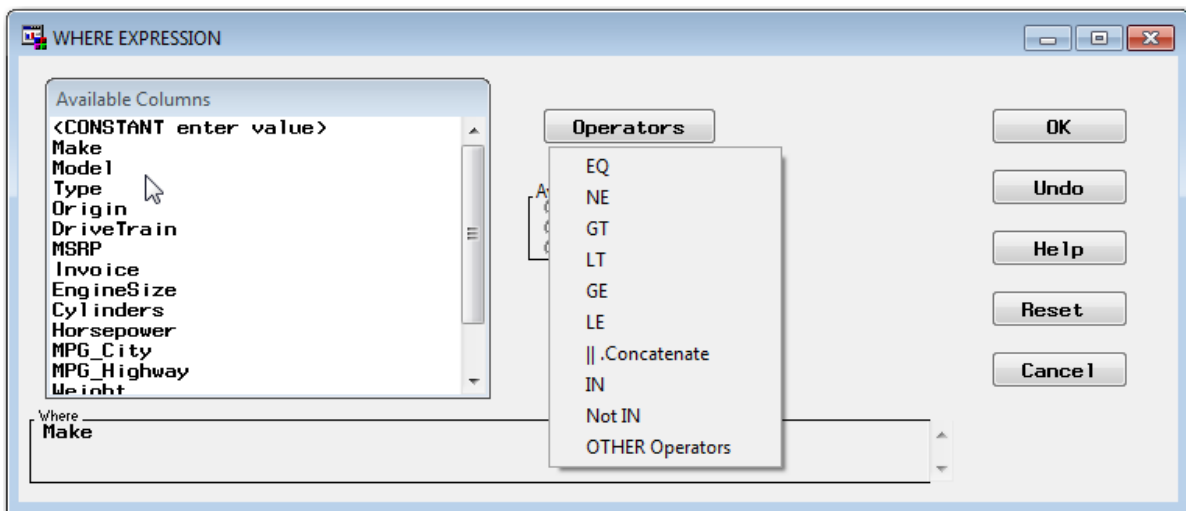 WHERE EXPRESSION
Available Columns
<CONSTANT enter value>
Make
Model
Type
Origin
DriveTrain
MSRP
Invoice
EngineSize
Cylinders
Horsepower
MPG_City
MPG_Highway
Weight
Operators
EQ
NE
GT
LT
GE
LE
|| .Concatenate
IN
Not IN
OTHER Operators
OK
Undo
Help
Reset
Cancel
Where
Make